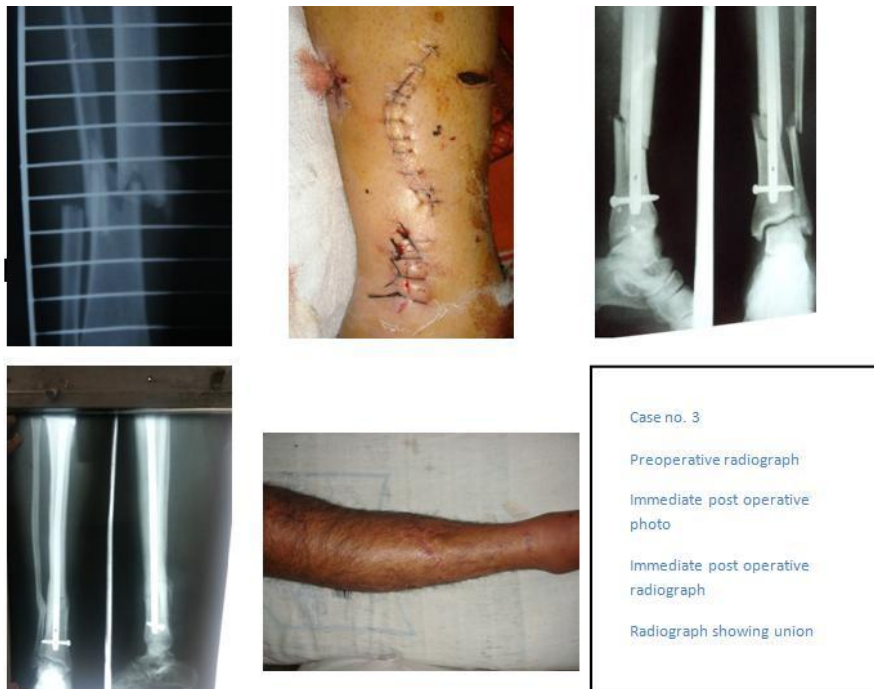 Case no. 3
Preoperative radiograph
Immediate post operative
photo
Immediate post operative
radiograph
Radiograph showing union